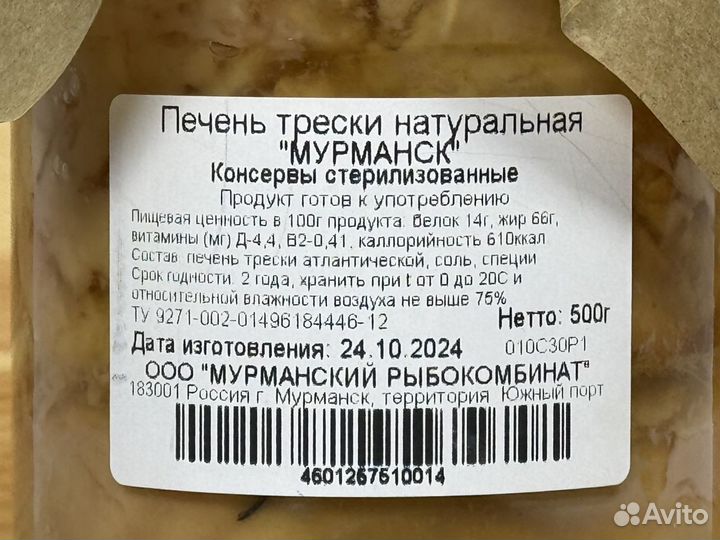 Печень трески натуральная
"МУРМАНСК"
Консервы стерилизованные
Продукт готов к употреблению
Пищевая ценность в 100г продукта: Белок 14г, жир 66г,
витамины (мг) Д-4,4, В2-0,41, каллорийность 610ккал
Состав: печень трески атлантической, соль, специи
Срок годности: 2 года, хранить при t от 0 до 20С и
относительной влажности воздуха не выше 75%
ТУ 9271-002-01496184446-12
Нетто: 500г
Дата изготовления: 24.10.2024
010С30Р1
ООО "МУРМАНСКИЙ РЫБОКОМБИНАТ"
183001 Россия г. Мурманск, территория Южный порт
4601267510014
Avito